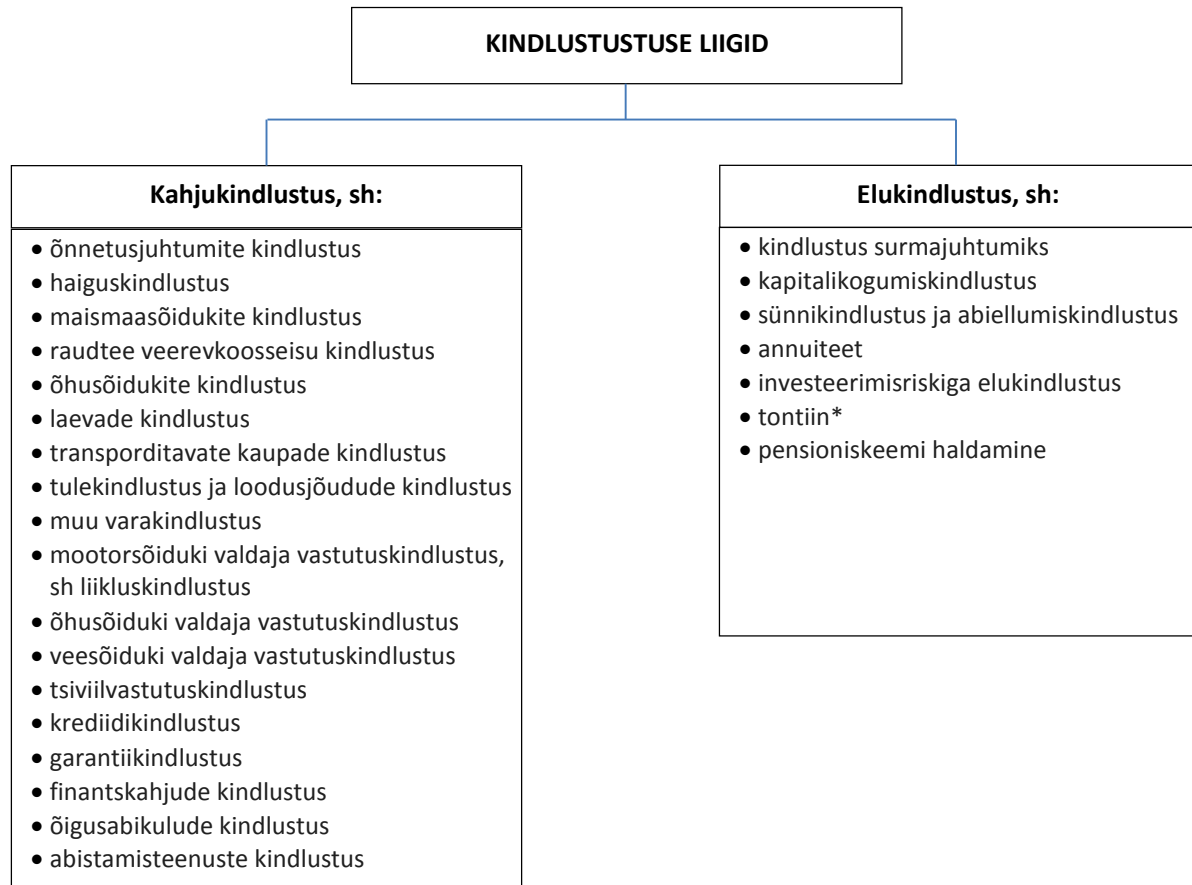 KINDLUSTUSTUSE LIIGID
Kahjukindlustus, sh:
• õnnetusjuhtumite kindlustus
• haiguskindlustus
• maismaasõidukite kindlustus
• raudtee veerevkoosseisu kindlustus
• õhusõidukite kindlustus
• laevade kindlustus
• transporditavate kaupade kindlustus
• tulekindlustus ja loodusjõudude kindlustus
• muu varakindlustus
• mootorsõiduki valdaja vastutuskindlustus,
sh liikluskindlustus
• õhusõiduki valdaja vastutuskindlustus
• veesõiduki valdaja vastutuskindlustus
• tsiviilvastutuskindlustus
• krediidikindlustus
• garantiikindlustus
• finantskahjude kindlustus
• õigusabikulude kindlustus
• abistamisteenuste kindlustus
Elukindlustus, sh:
• kindlustus surmajuhtumiks
• kapitalikogumiskindlustus
• sünnikindlustus ja abiellumiskindlustus
• annuiteet
• investeerimisriskiga elukindlustus
• tontiin*
• pensioniskeemi haldamine